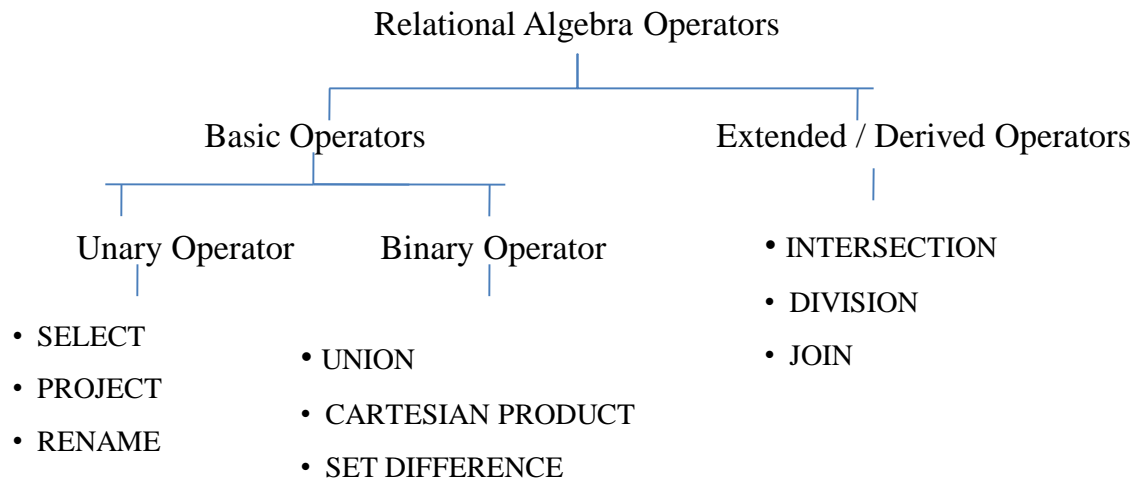 Relational Algebra Operators
Basic Operators
Extended / Derived Operators
Unary Operator
Binary Operator
• SELECT
• PROJECT
• RENAME
• UNION
• CARTESIAN PRODUCT
• SET DIFFERENCE
• INTERSECTION
• DIVISION
• JOIN